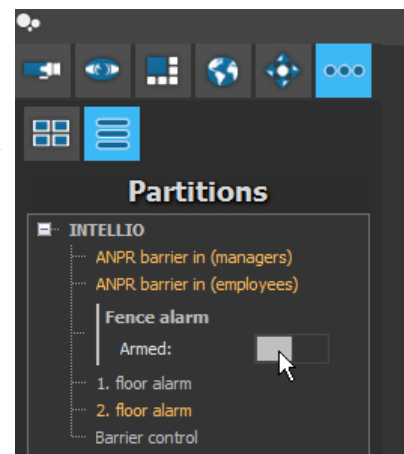 Partitions
INTELLIO
ANPR barrier in (managers)
ANPR barrier in (employees)
Fence alarm
Armed:
1. floor alarm
2. floor alarm
Barrier control